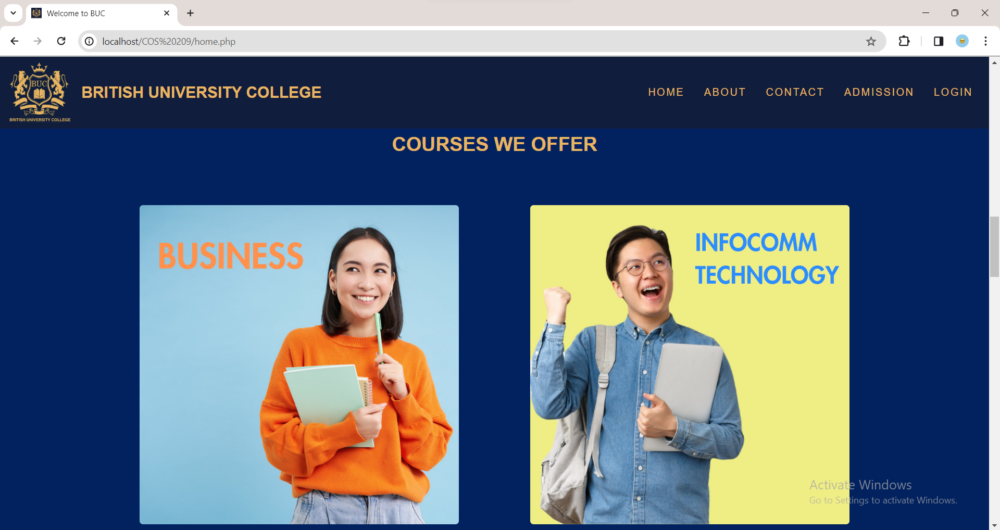 Welcome to BUC
localhost/COS%20209/home.php
BUC
BRITISH UNIVERSITY COLLEGE
BRITISH UNIVERSITY COLLEGE
HOME ABOUT CONTACT ADMISSION LOGIN
COURSES WE OFFER
BUSINESS
INFOCOMM
TECHNOLOGY
Activate Windows
Go to Settings to activate Windows.